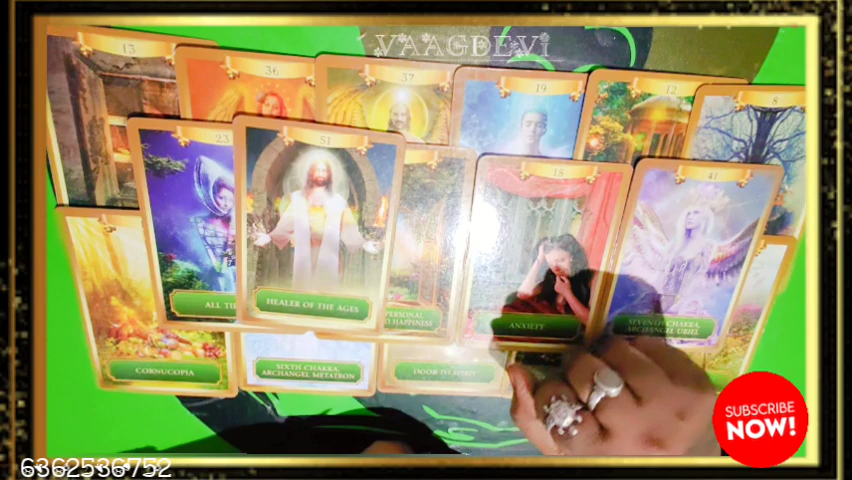 VAAGDEVI
13
36
37
19
12
8
23
51
18
41
ALL TI
HEALER OF THE AGES
PERSONAL
HAPPINESS
ANXIETY
SEVENTH CHAKRA,
ARCHANGEL URIEL
CORNUCOPIA
SIXTH CHAKRA,
ARCHANGEL METATRON
DOOR TO SPIRIT
SUBSCRIBE
NOW!
6362536752